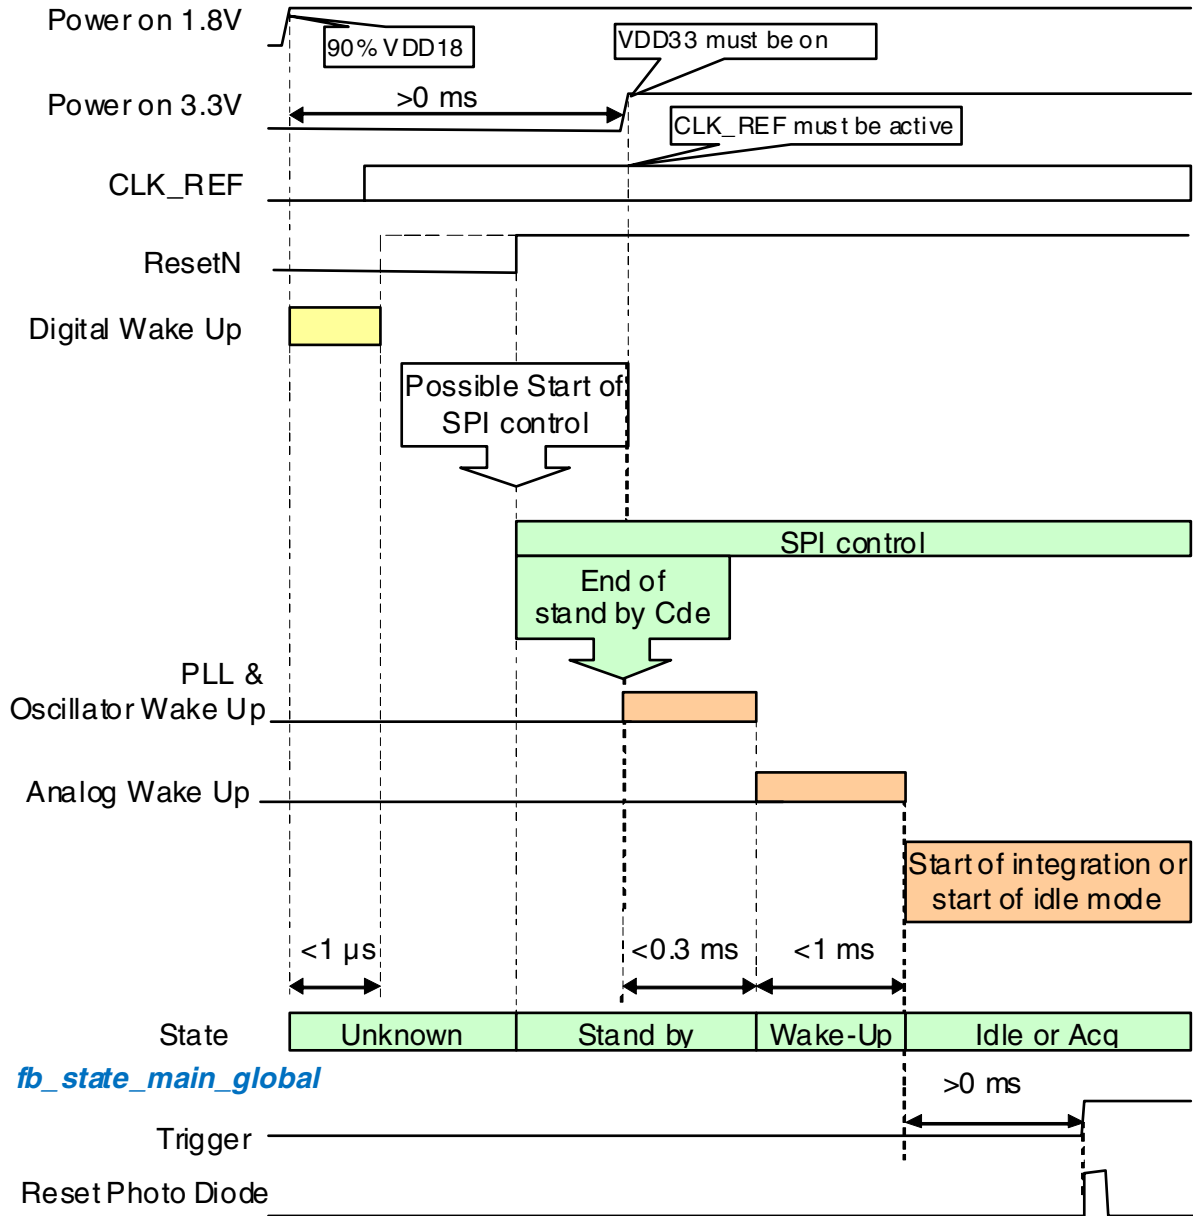 Power on 1.8V
90% VDD18
VDD33 must be on
Power on 3.3V
>0 ms
CLK_REF must be active
CLK_REF
ResetN
Digital Wake Up
Possible Start of
SPI control
SPI control
End of
stand by Cde
PLL &
Oscillator Wake Up
Analog Wake Up
Start of integration or
start of idle mode
<1 µs
<0.3 ms
<1 ms
State
Unknown
Stand by
Wake-Up
Idle or Acq
fb_state_main_global
>0 ms
Trigger
Reset Photo Diode